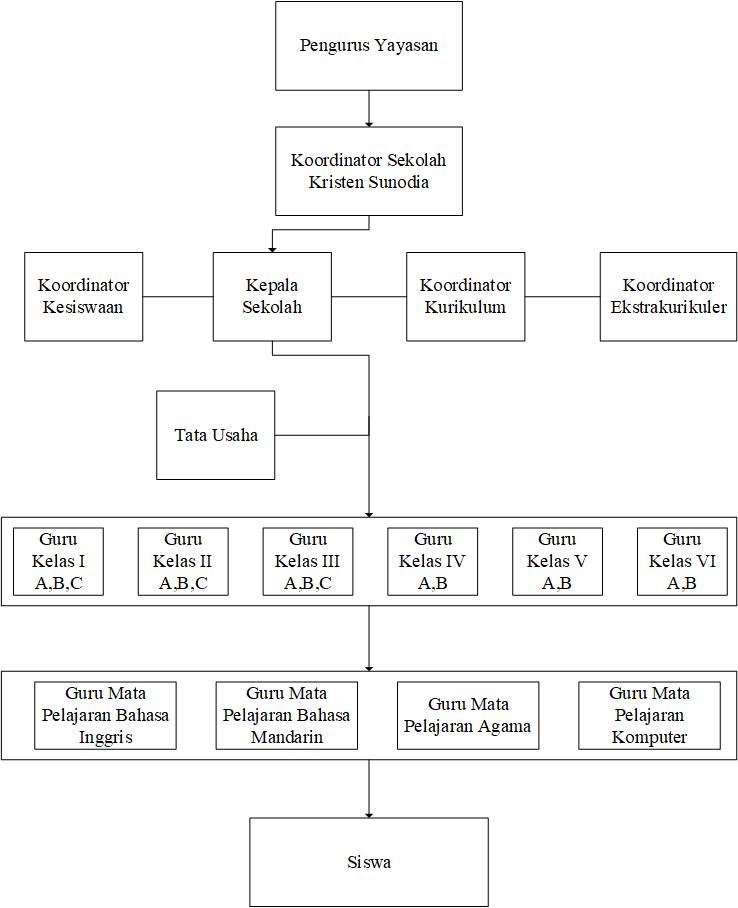 Pengurus Yayasan
Koordinator Sekolah
Kristen Sunodia
Koordinator
Kesiswaan
Kepala
Sekolah
Koordinator
Kurikulum
Koordinator
Ekstrakurikuler
Tata Usaha
Guru
Kelas I
A,B,C
Guru
Kelas II
A,B,C
Guru
Kelas III
A,B,C
Guru
Kelas IV
A,B
Guru
Kelas V
A,B
Guru
Kelas VI
A,B
Guru Mata
Pelajaran Bahasa
Inggris
Guru Mata
Pelajaran Bahasa
Mandarin
Guru Mata
Pelajaran Agama
Guru Mata
Pelajaran
Komputer
Siswa